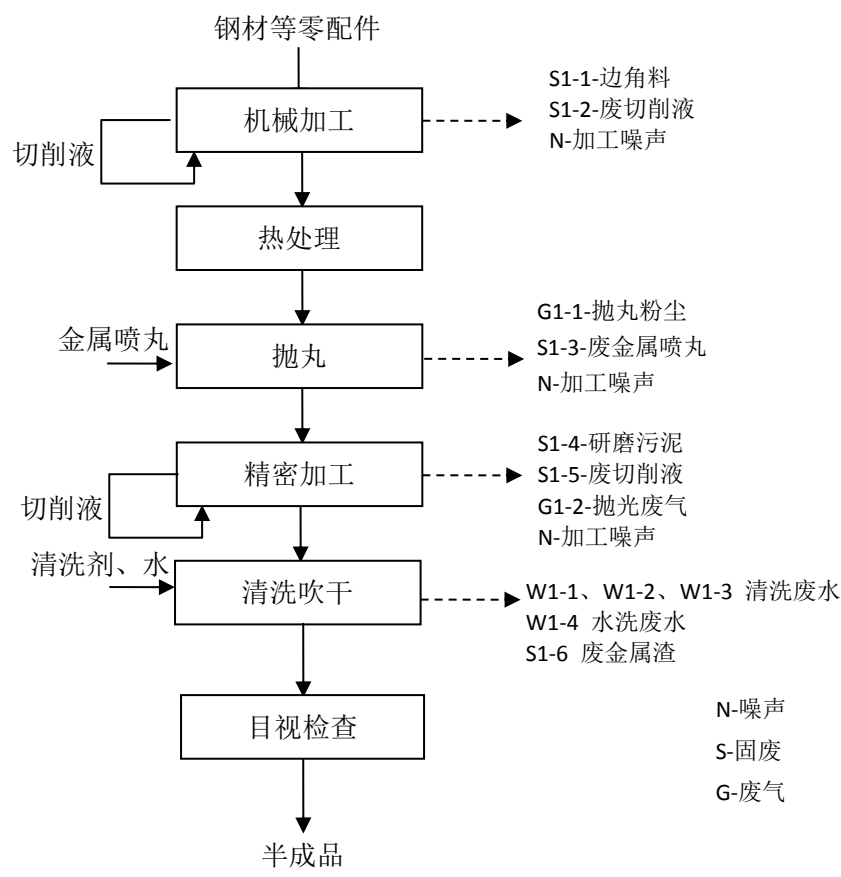 钢材等零配件
机械加工
切削液
S1-1-边角料
S1-2-废切削液
N-加工噪声
热处理
金属喷丸
抛丸
G1-1-抛丸粉尘
S1-3-废金属喷丸
N-加工噪声
精密加工
切削液
S1-4-研磨污泥
S1-5-废切削液
G1-2-抛光废气
N-加工噪声
清洗剂、水
清洗吹干
W1-1、W1-2、W1-3 清洗废水
W1-4 水洗废水
S1-6 废金属渣
目视检查
N-噪声
S-固废
G-废气
半成品